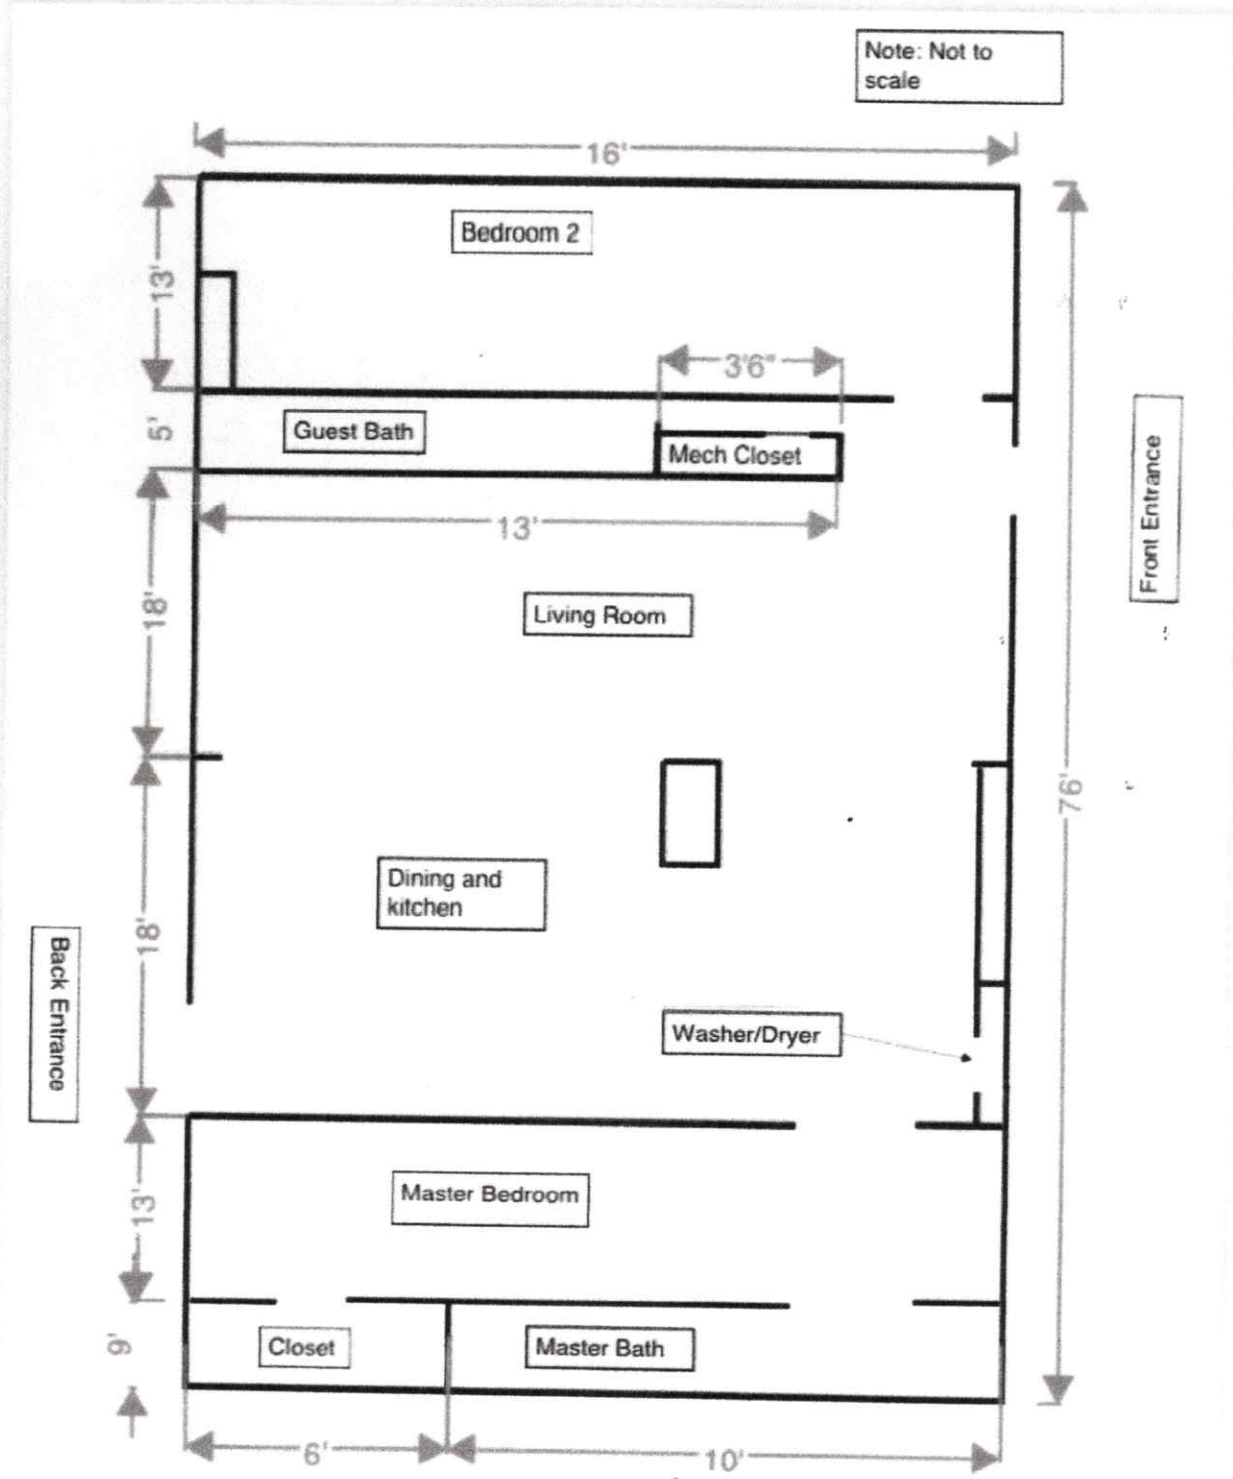 Note: Not to
scale
16'
Bedroom 2
13'
3'6"
Guest Bath
5'
Mech Closet
Front Entrance
13'
Living Room
18'
76'
Dining and
kitchen
18'
Back Entrance
Washer/Dryer
Master Bedroom
13'
Closet
Master Bath
9'
6'
10'